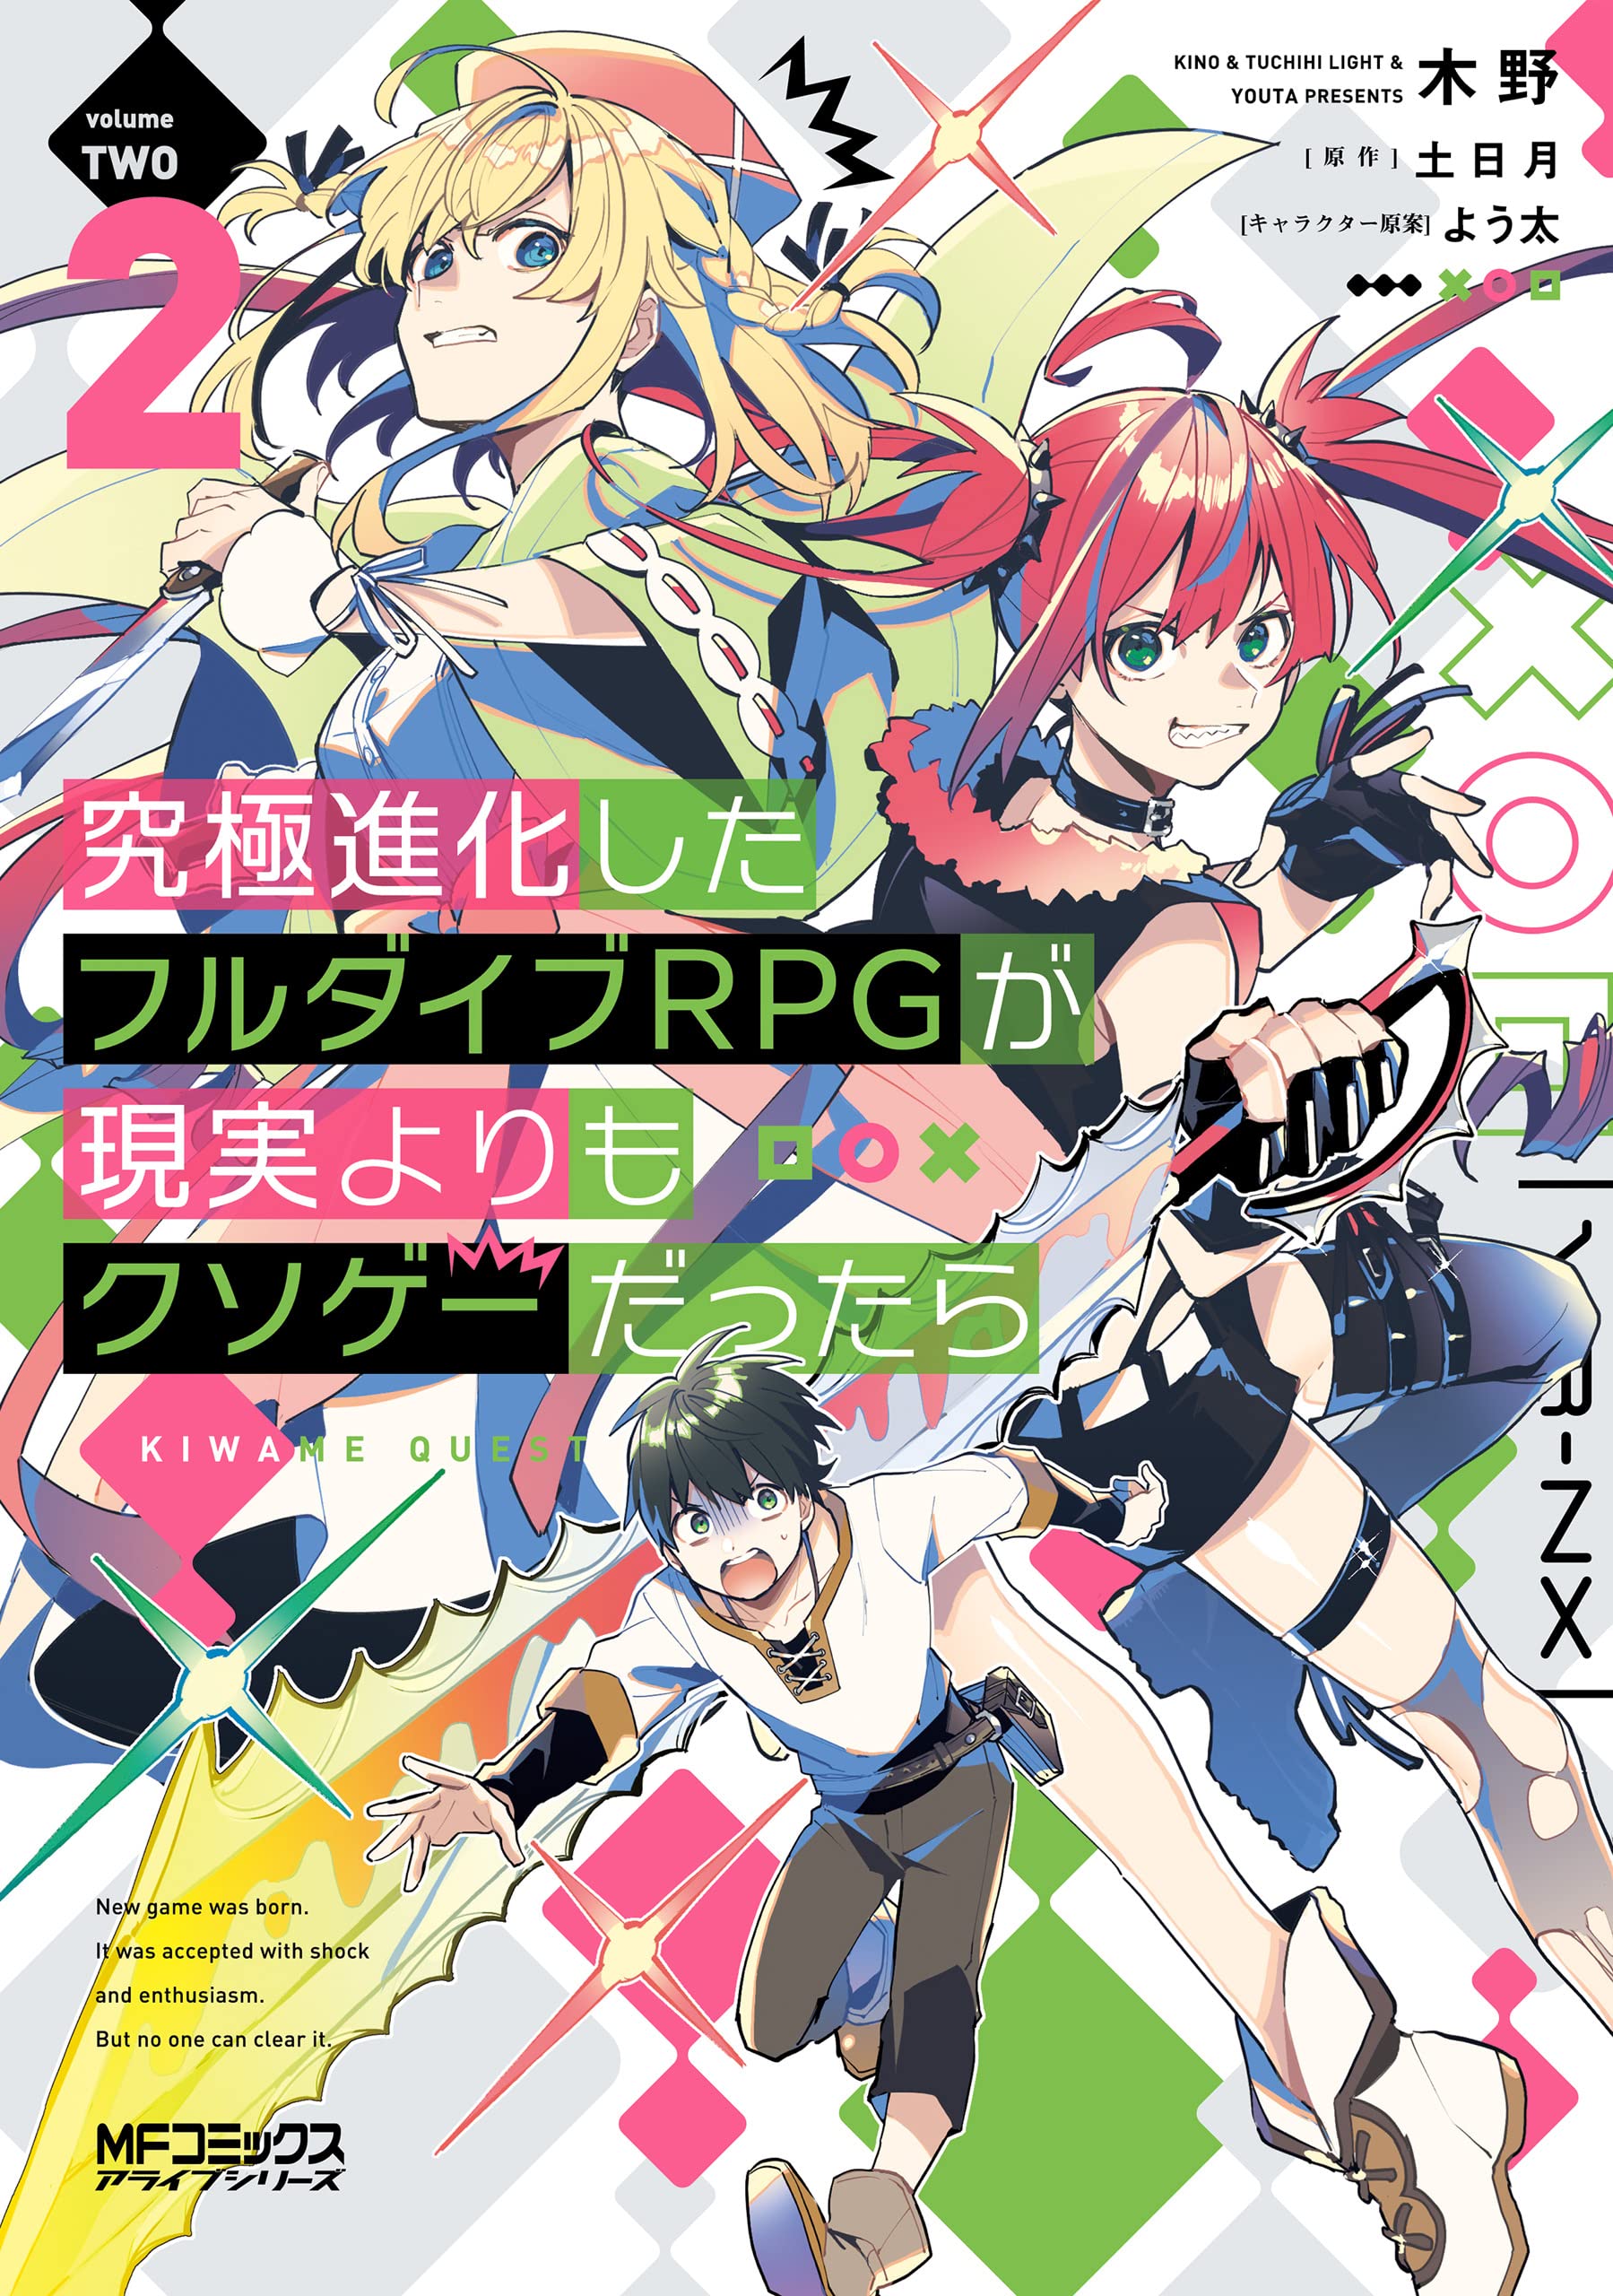 volume
TWO
2
KINO & TUCHIHI LIGHT &
YOUTA PRESENTS
木野
[原作] 土日月
[キャラクター原案] よう太
究極進化した
フルダイブRPGが
現実よりも
クソゲーだったら
KIWAME QUEST
New game was born.
It was accepted with shock
and enthusiasm.
But no one can clear it.
MFコミックス
アライブシリーズ